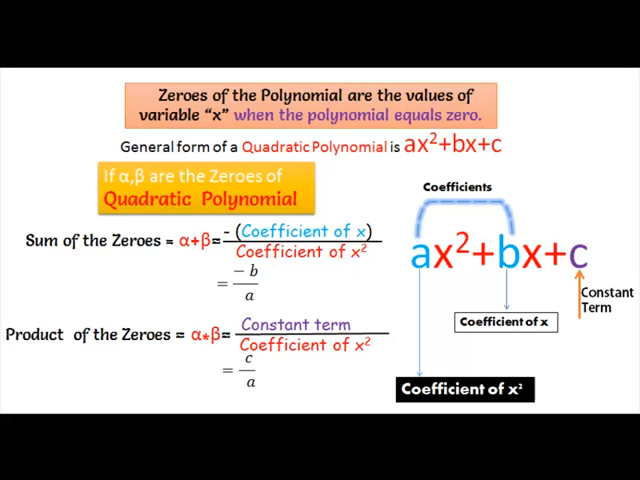 Zeroes of the Polynomial are the values of
variable “x” when the polynomial equals zero.
General form of a Quadratic Polynomial is ax²+bx+c
If α,β are the Zeroes of
Quadratic Polynomial
Coefficients
Sum of the Zeroes = α+β= - (Coefficient of x) / Coefficient of x²
= −b / a
ax²+bx+c
Constant
Term
Coefficient of x
Product of the Zeroes = α*β= Constant term / Coefficient of x²
= c / a
Coefficient of x²